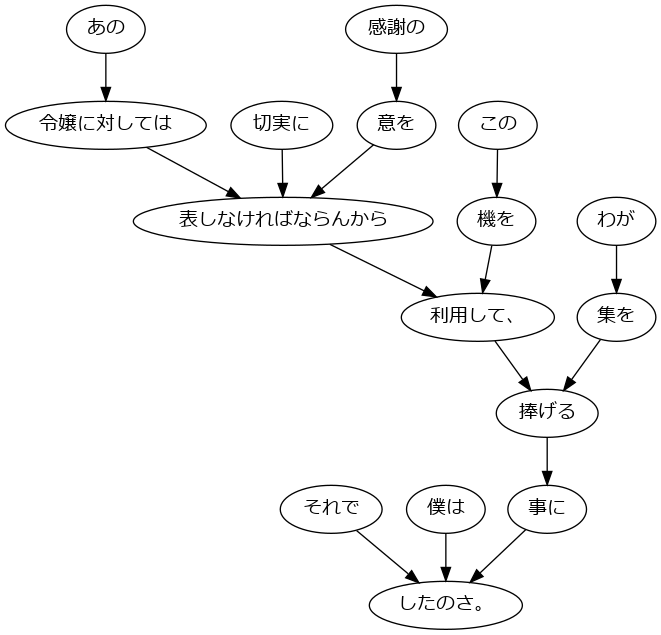 あの
感謝の
令嬢に対しては
切実に
意を
この
表しなければならんから
機を
わが
利用して、
集を
捧げる
それで
僕は
事に
したのさ。